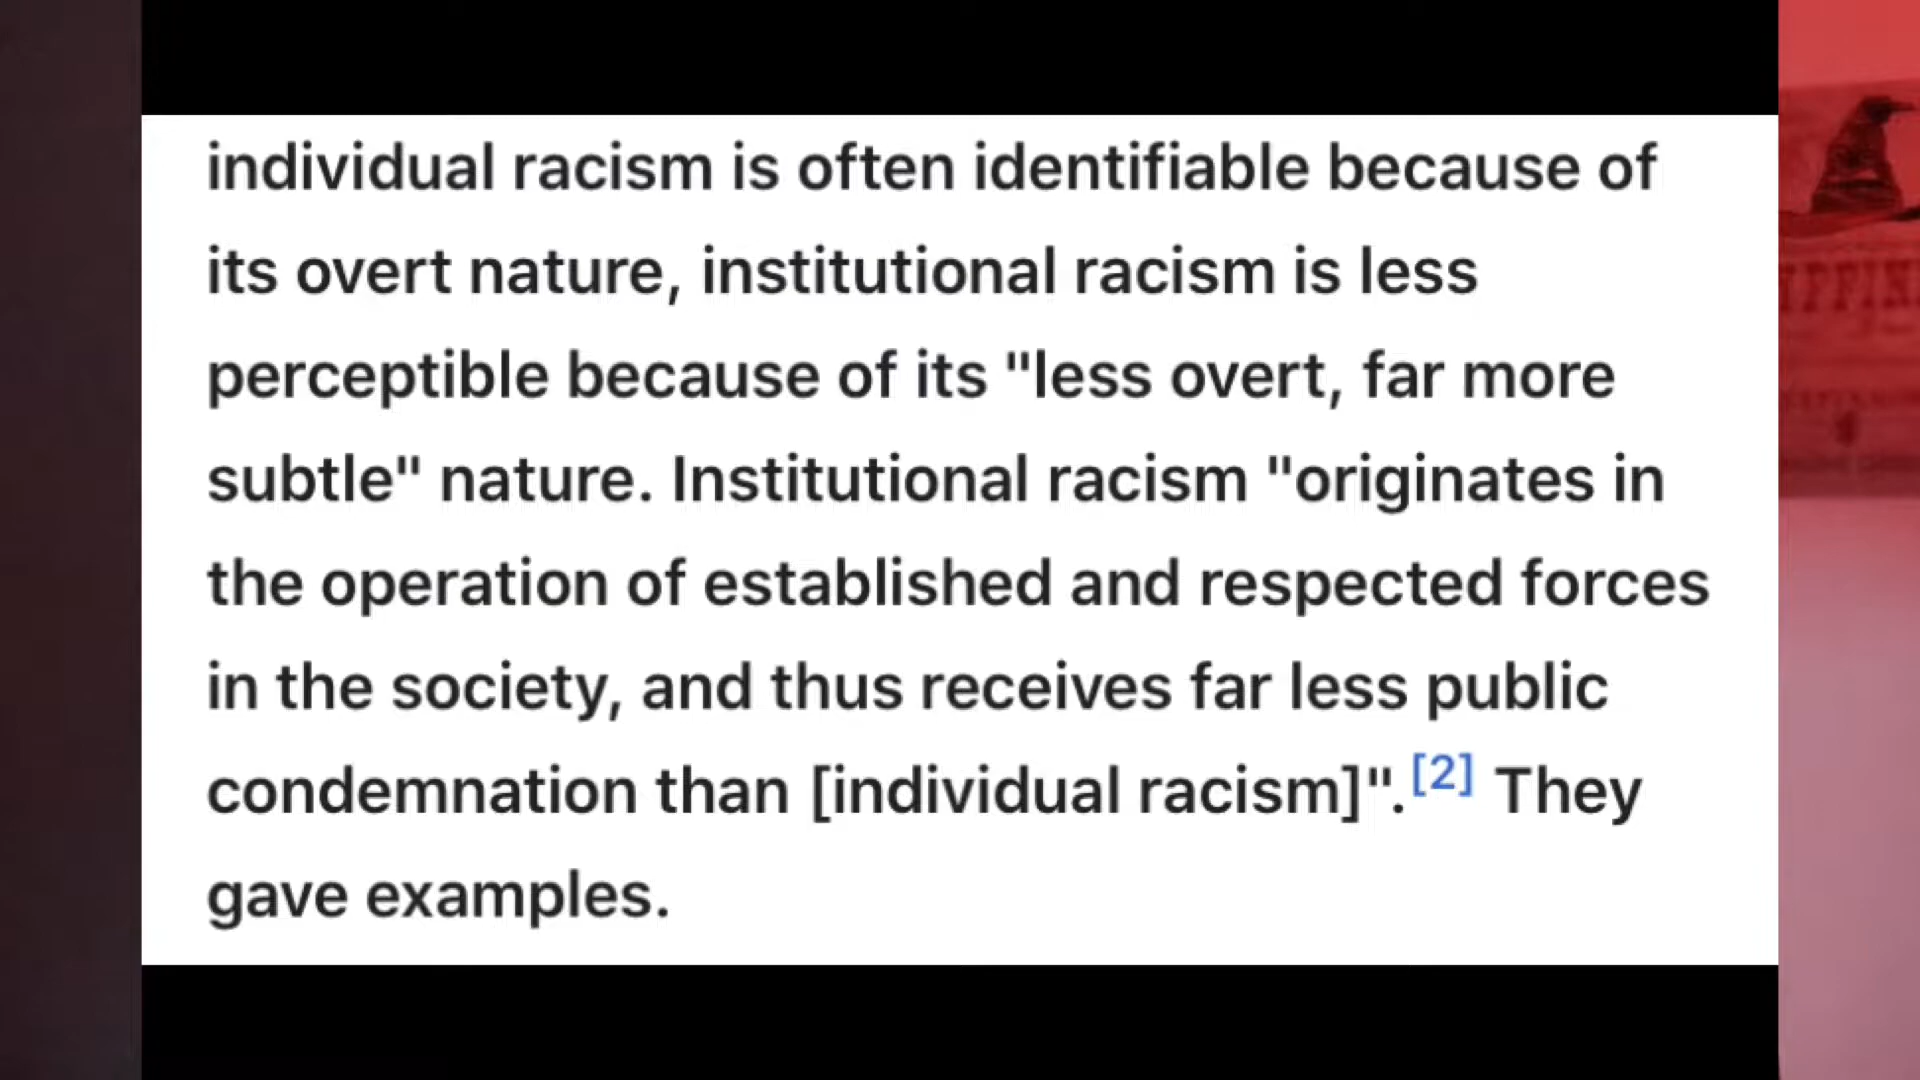 individual racism is often identifiable because of
its overt nature, institutional racism is less
perceptible because of its "less overt, far more
subtle" nature. Institutional racism "originates in
the operation of established and respected forces
in the society, and thus receives far less public
condemnation than [individual racism]".[2] They
gave examples.